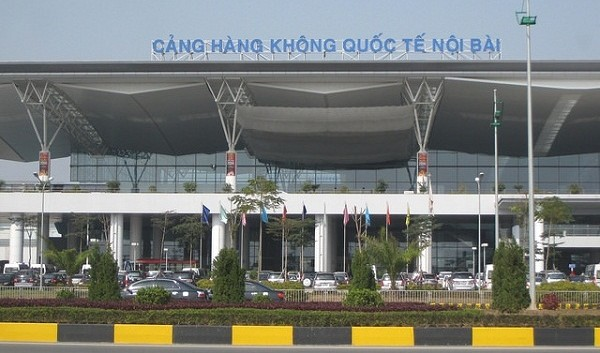 CẢNG HÀNG KHÔNG QUỐC TẾ NỘI BÀI